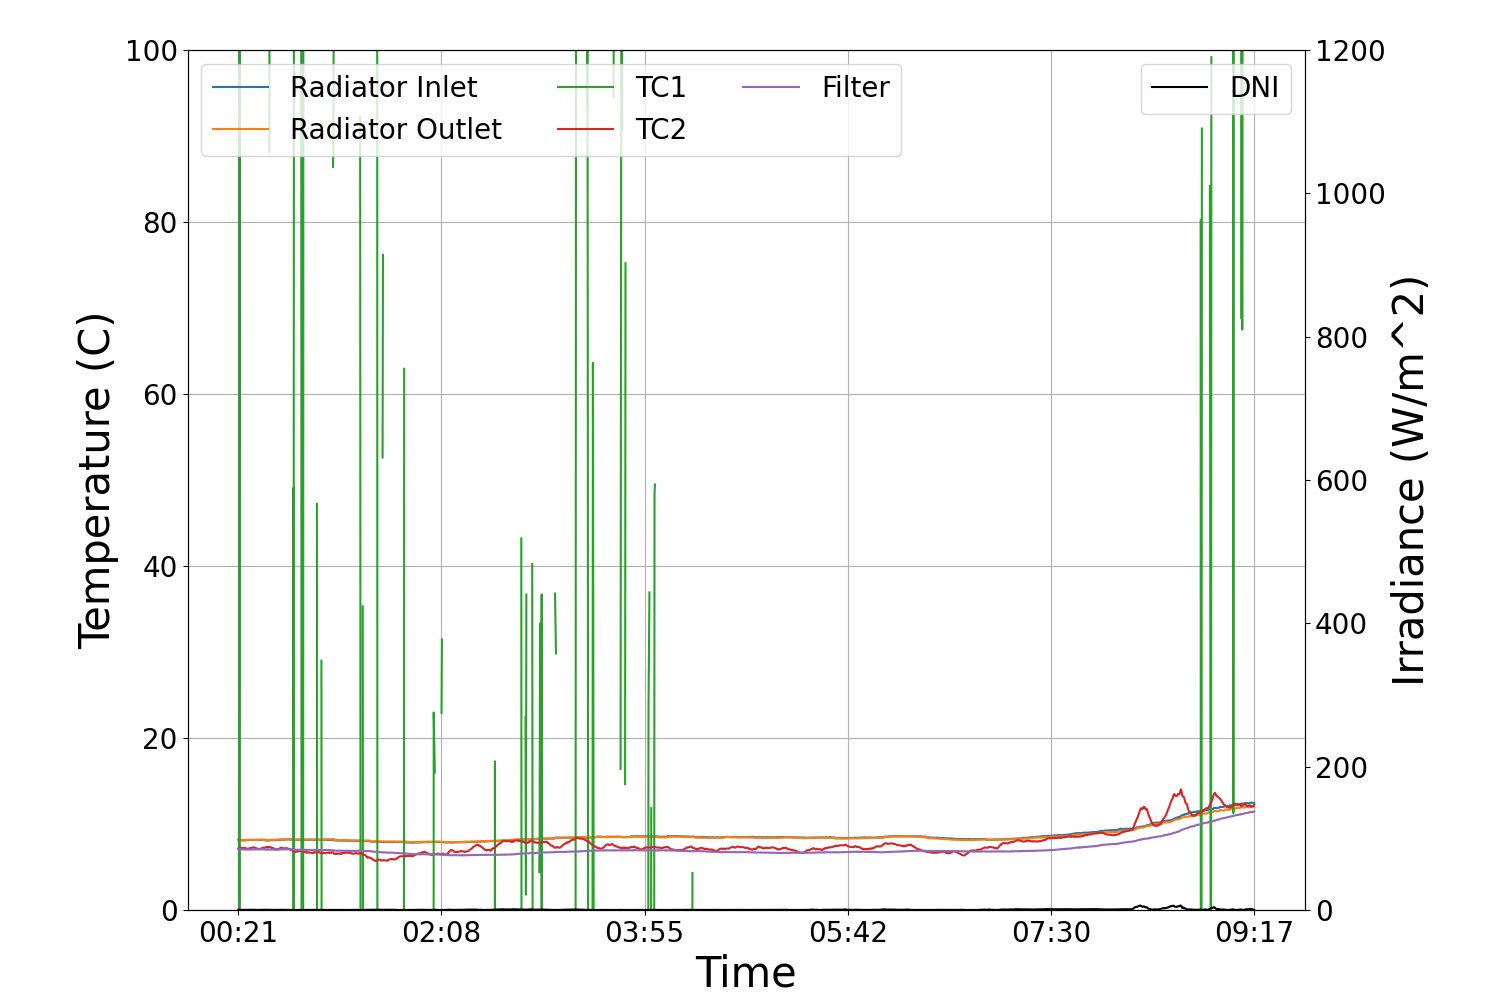 100
80
60
40
20
0
Temperature (C)
Radiator Inlet
Radiator Outlet
TC1
TC2
Filter
DNI
1200
1000
800
600
400
200
0
Irradiance (W/m^2)
00:21 02:08 03:55 05:42 07:30 09:17
Time